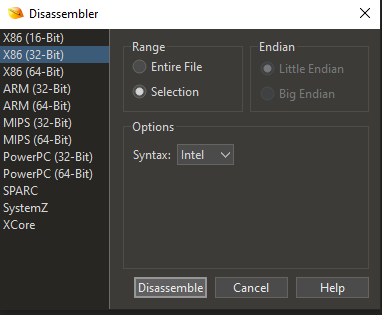 Disassembler
X86 (16-Bit)
X86 (32-Bit)
X86 (64-Bit)
ARM (32-Bit)
ARM (64-Bit)
MIPS (32-Bit)
MIPS (64-Bit)
PowerPC (32-Bit)
PowerPC (64-Bit)
SPARC
SystemZ
XCore
Range
Entire File
Selection
Endian
Little Endian
Big Endian
Options
Syntax: Intel
Disassemble Cancel Help